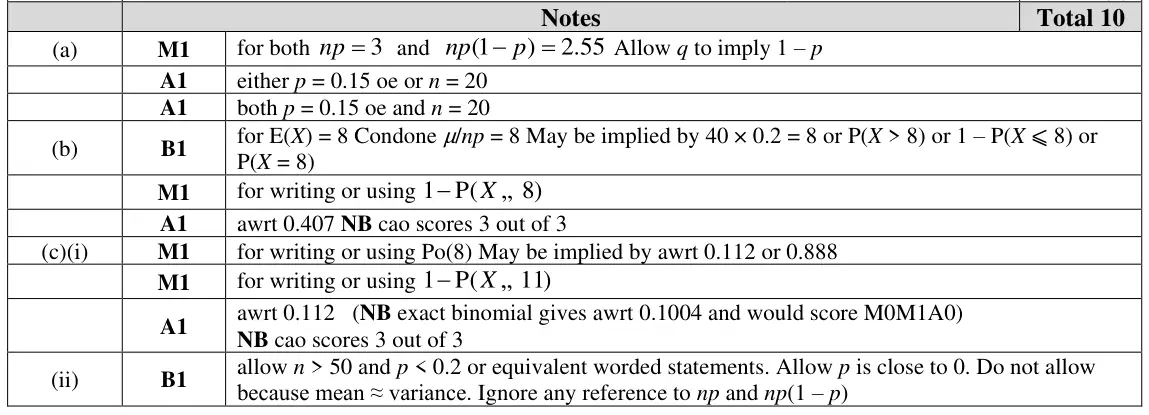 Notes Total 10
(a) M1 for both np = 3 and np(1 − p) = 2.55 Allow q to imply 1 – p
A1 either p = 0.15 oe or n = 20
A1 both p = 0.15 oe and n = 20
(b) B1 for E(X) = 8 Condone μ/np = 8 May be implied by 40 × 0.2 = 8 or P(X > 8) or 1 – P(X ⩽ 8) or
P(X = 8)
M1 for writing or using 1 − P(X ,, 8)
A1 awrt 0.407 NB cao scores 3 out of 3
(c)(i) M1 for writing or using Po(8) May be implied by awrt 0.112 or 0.888
M1 for writing or using 1 − P(X ,, 11)
A1 awrt 0.112 (NB exact binomial gives awrt 0.1004 and would score M0M1A0)
NB cao scores 3 out of 3
(ii) B1 allow n > 50 and p < 0.2 or equivalent worded statements. Allow p is close to 0. Do not allow
because mean ≈ variance. Ignore any reference to np and np(1 – p)